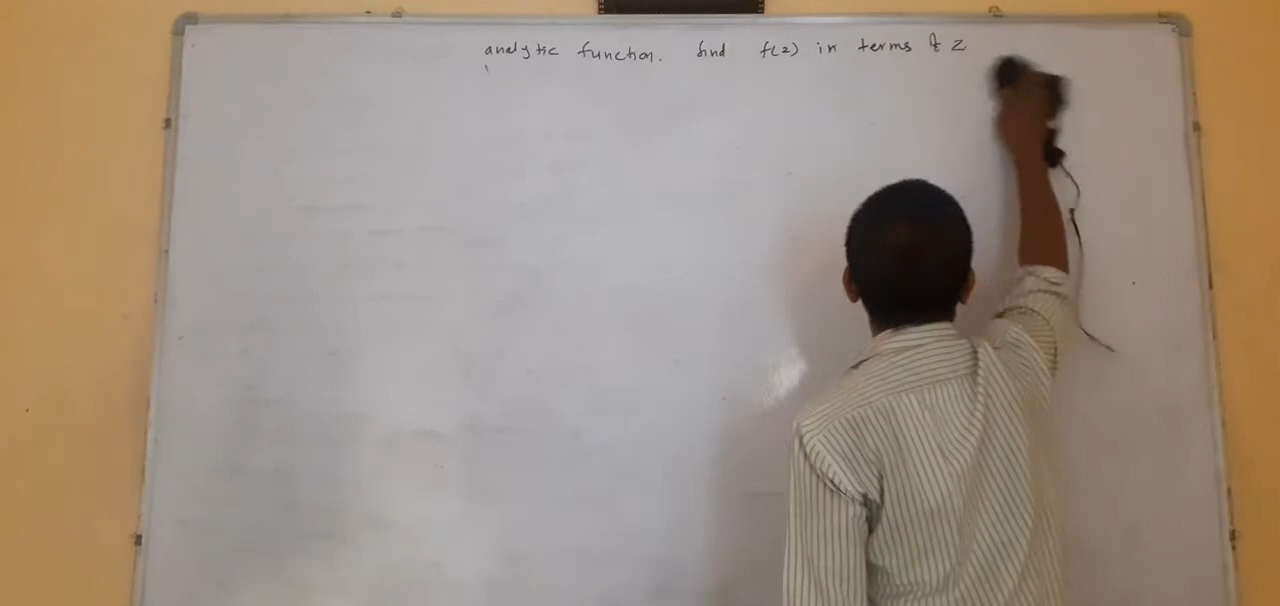 analytic function. find f(z) in terms of z